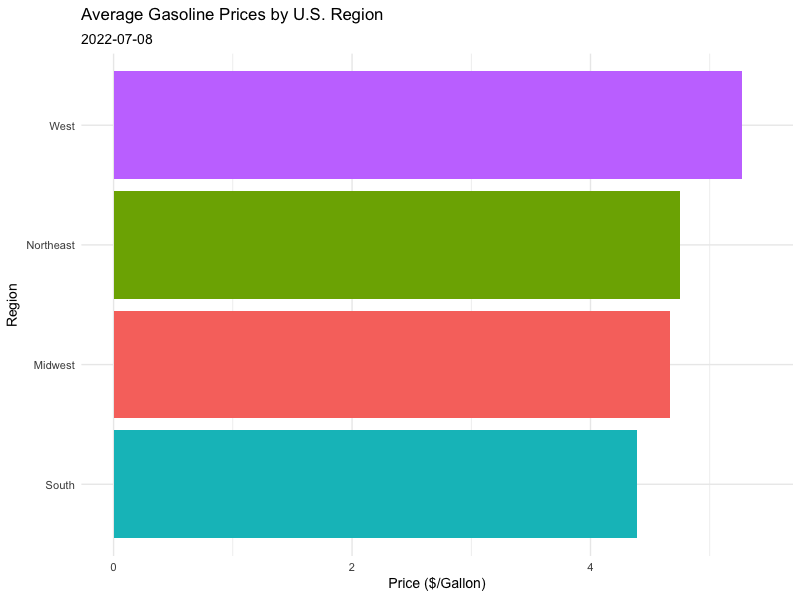 Average Gasoline Prices by U.S. Region
2022-07-08
West
Northeast
Midwest
South
Region
0 2 4
Price ($/Gallon)